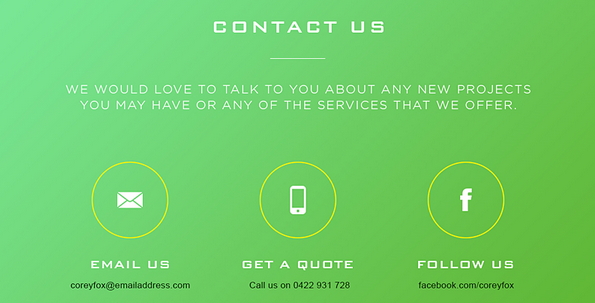 CONTACT US
WE WOULD LOVE TO TALK TO YOU ABOUT ANY NEW PROJECTS
YOU MAY HAVE OR ANY OF THE SERVICES THAT WE OFFER.
EMAIL US
GET A QUOTE
FOLLOW US
coreyfox@emailaddress.com
Call us on 0422 931 728
facebook.com/coreyfox